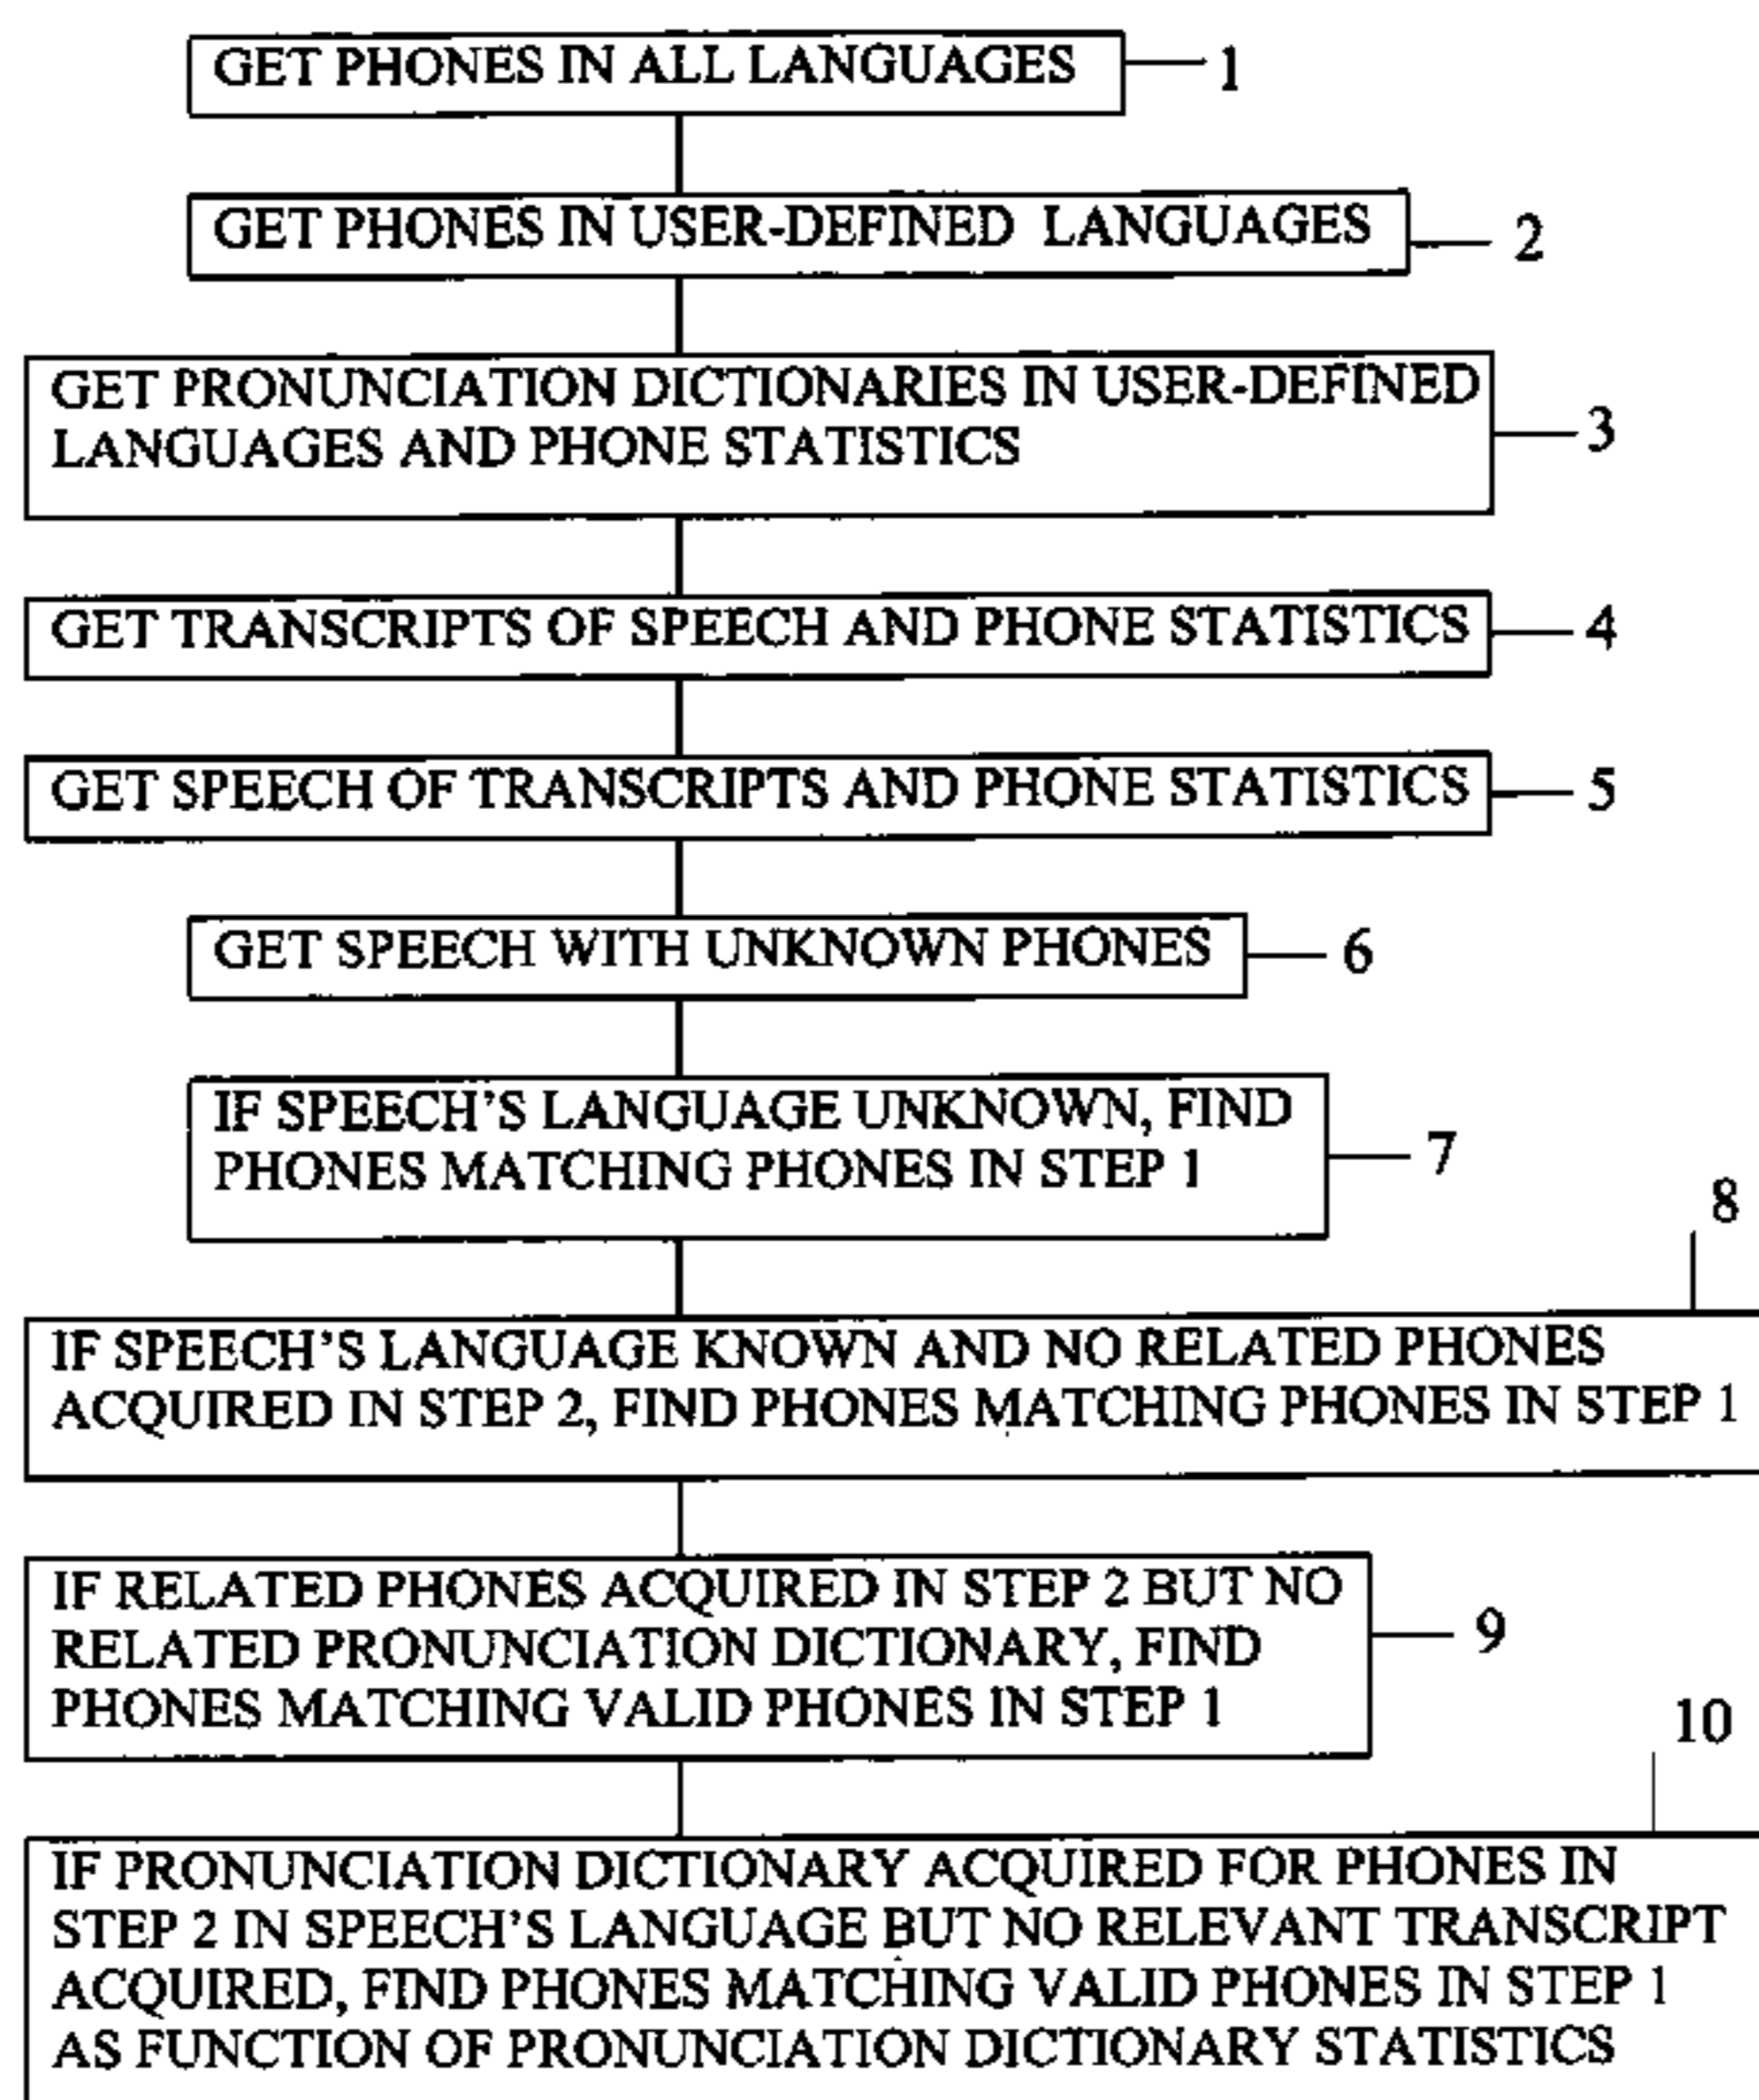 GET PHONES IN ALL LANGUAGES
1
GET PHONES IN USER-DEFINED LANGUAGES
2
GET PRONUNCIATION DICTIONARIES IN USER-DEFINED
LANGUAGES AND PHONE STATISTICS
3
GET TRANSCRIPTS OF SPEECH AND PHONE STATISTICS
4
GET SPEECH OF TRANSCRIPTS AND PHONE STATISTICS
5
GET SPEECH WITH UNKNOWN PHONES
6
IF SPEECH'S LANGUAGE UNKNOWN, FIND
PHONES MATCHING PHONES IN STEP 1
7
8
IF SPEECH'S LANGUAGE KNOWN AND NO RELATED PHONES
ACQUIRED IN STEP 2, FIND PHONES MATCHING PHONES IN STEP 1
IF RELATED PHONES ACQUIRED IN STEP 2 BUT NO
RELATED PRONUNCIATION DICTIONARY, FIND
PHONES MATCHING VALID PHONES IN STEP 1
9
10
IF PRONUNCIATION DICTIONARY ACQUIRED FOR PHONES IN
STEP 2 IN SPEECH'S LANGUAGE BUT NO RELEVANT TRANSCRIPT
ACQUIRED, FIND PHONES MATCHING VALID PHONES IN STEP 1
AS FUNCTION OF PRONUNCIATION DICTIONARY STATISTICS